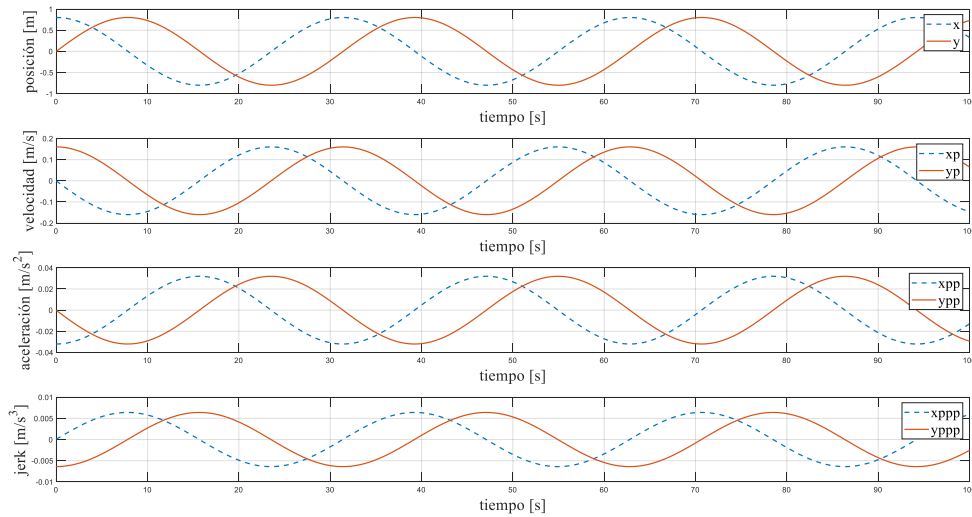 posición [m]
1
0.5
0
-0.5
-1
0 10 20 30 40 50 60 70 80 90 100
tiempo [s]
x
y
velocidad [m/s]
0.2
0.1
0
-0.1
-0.2
0 10 20 30 40 50 60 70 80 90 100
tiempo [s]
xp
yp
aceleración [m/s²]
0.04
0.02
0
-0.02
-0.04
0 10 20 30 40 50 60 70 80 90 100
tiempo [s]
xpp
ypp
jerk [m/s³]
0.01
0.005
0
-0.005
-0.01
0 10 20 30 40 50 60 70 80 90 100
tiempo [s]
xppp
yppp